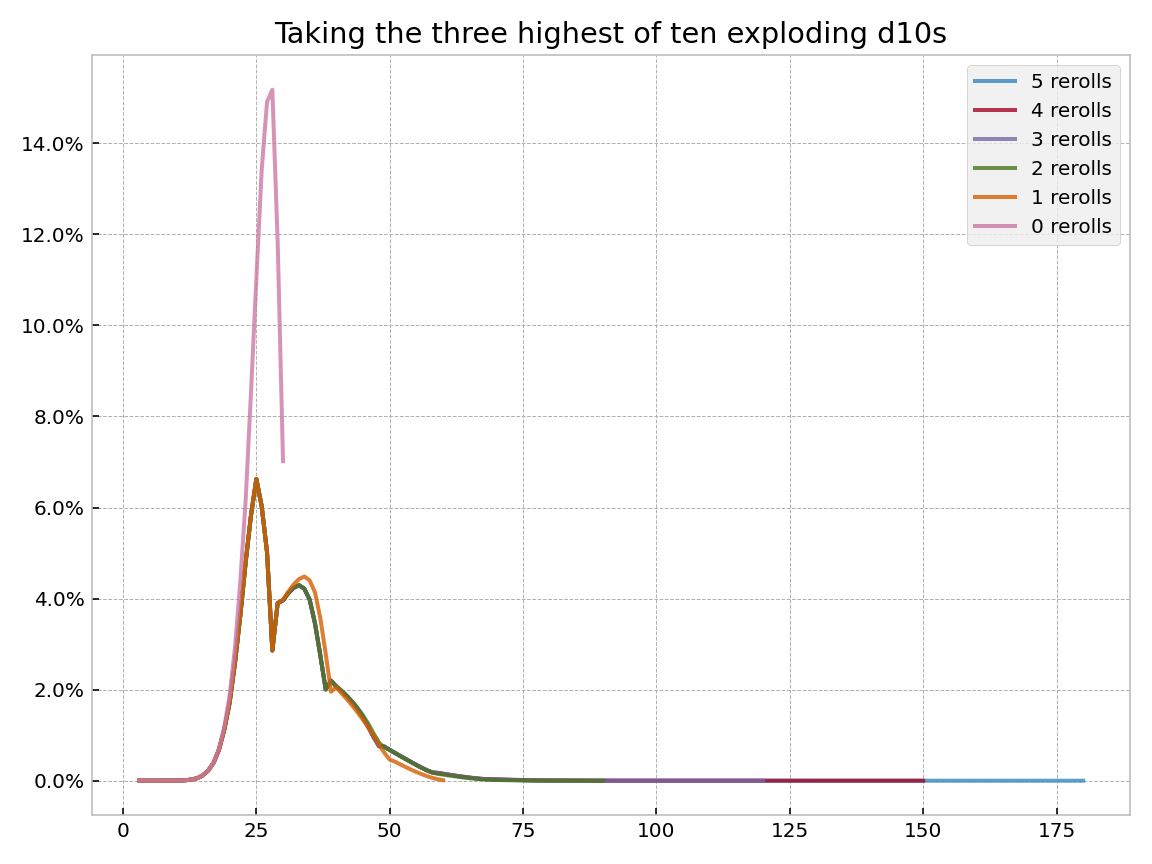 Taking the three highest of ten exploding d10s
5 rerolls
4 rerolls
3 rerolls
2 rerolls
1 rerolls
0 rerolls
14.0%
12.0%
10.0%
8.0%
6.0%
4.0%
2.0%
0.0%
0 25 50 75 100 125 150 175